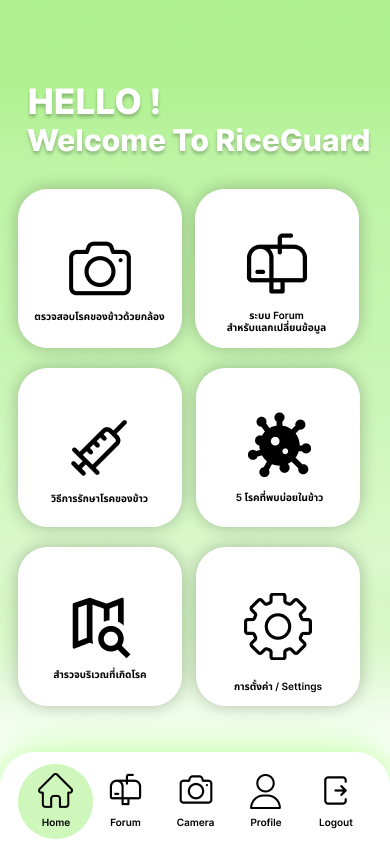 HELLO !
Welcome To RiceGuard
ตรวจสอบโรคของข้าวด้วยกล้อง
ระบบ Forum
สำหรับแลกเปลี่ยนข้อมูล
วิธีการรักษาโรคของข้าว
5 โรคที่พบบ่อยในข้าว
สำรวจบริเวณที่เกิดโรค
การตั้งค่า / Settings
Home
Forum
Camera
Profile
Logout